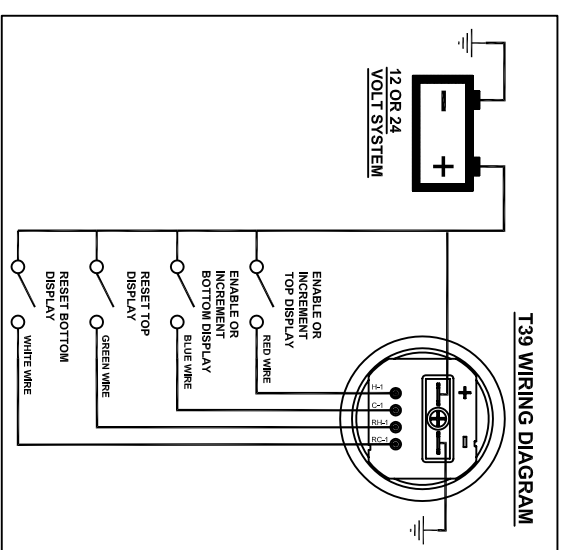 T39 WIRING DIAGRAM
12 OR 24
VOLT SYSTEM
−
+
+
−
H-1
C-1
RH-1
RC-1
ENABLE OR
INCREMENT
TOP DISPLAY
RED WIRE
ENABLE OR
INCREMENT
BOTTOM DISPLAY
BLUE WIRE
RESET TOP
DISPLAY
GREEN WIRE
RESET BOTTOM
DISPLAY
WHITE WIRE